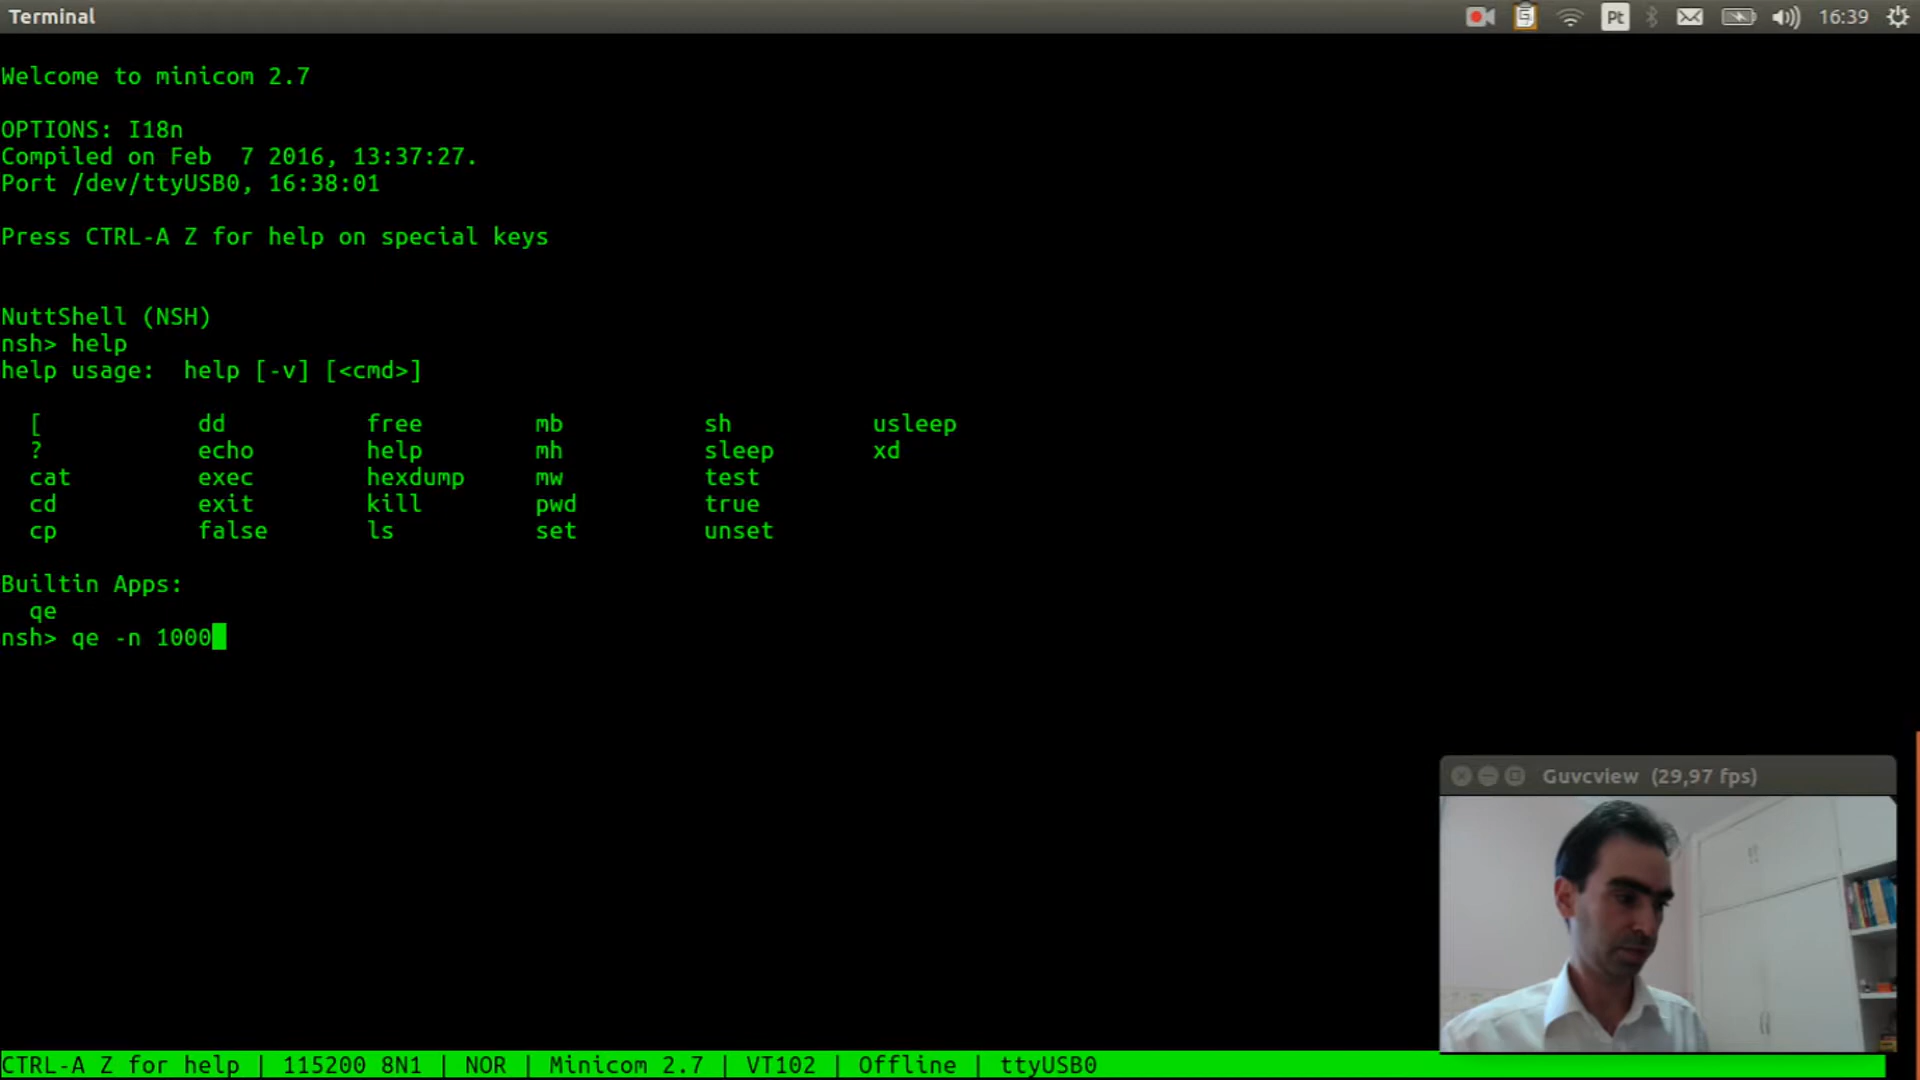 Terminal
Pt
16:39
Welcome to minicom 2.7
OPTIONS: I18n
Compiled on Feb  7 2016, 13:37:27.
Port /dev/ttyUSB0, 16:38:01
Press CTRL-A Z for help on special keys
NuttShell (NSH)
nsh> help
help usage:  help [-v] [<cmd>]
[ dd free mb sh usleep
? echo help mh sleep xd
cat exec hexdump mw test
cd exit kill pwd true
cp false ls set unset
Builtin Apps:
qe
nsh> qe -n 1000
Guvcview  (29,97 fps)
CTRL-A Z for help | 115200 8N1 | NOR | Minicom 2.7 | VT102 | Offline | ttyUSB0